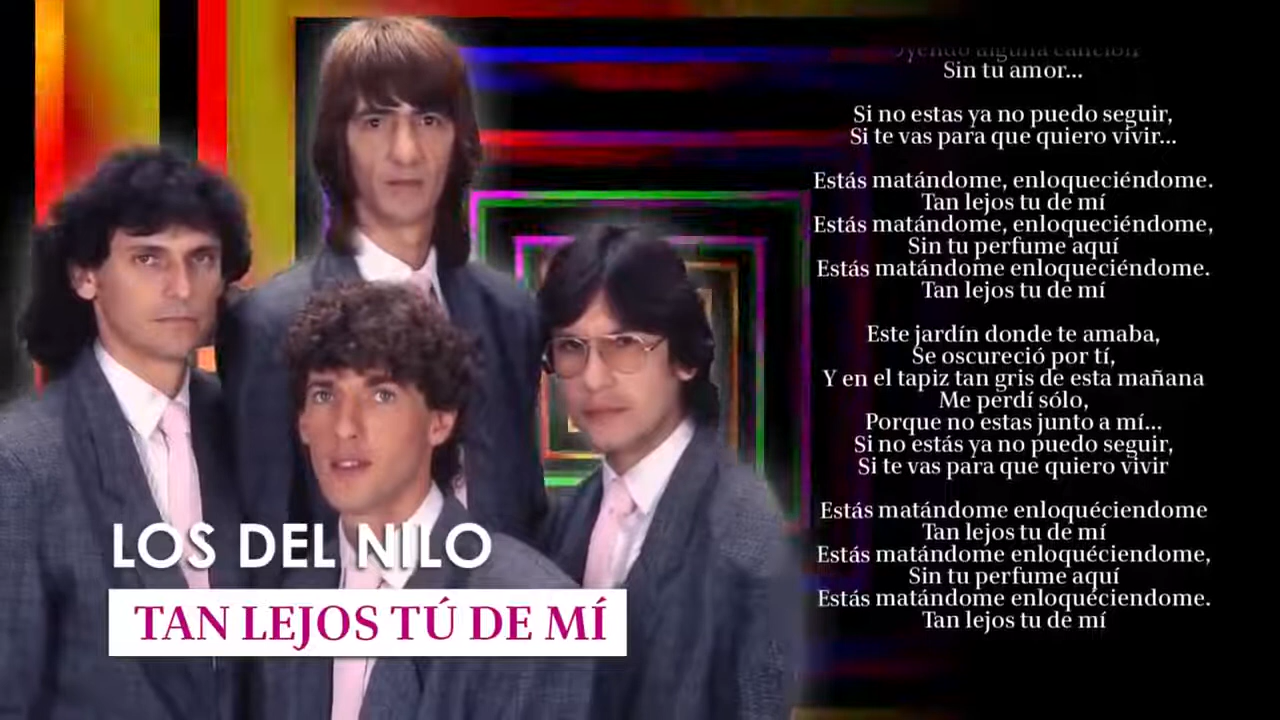 LOS DEL NILO
TAN LEJOS TÚ DE MÍ
Oyendo alguna canción,
Sin tu amor...
Si no estas ya no puedo seguir,
Si te vas para que quiero vivir...
Estás matándome, enloqueciéndome.
Tan lejos tu de mí
Estás matándome, enloqueciéndome,
Sin tu perfume aquí
Estás matándome enloqueciéndome.
Tan lejos tu de mí
Este jardín donde te amaba,
Se oscureció por tí,
Y en el tapiz tan gris de esta mañana
Me perdí sólo,
Porque no estas junto a mí...
Si no estás ya no puedo seguir,
Si te vas para que quiero vivir
Estás matándome enloquéciendome
Tan lejos tu de mí
Estás matándome enloquéciendome,
Sin tu perfume aquí
Estás matándome enloquéciendome.
Tan lejos tu de mí